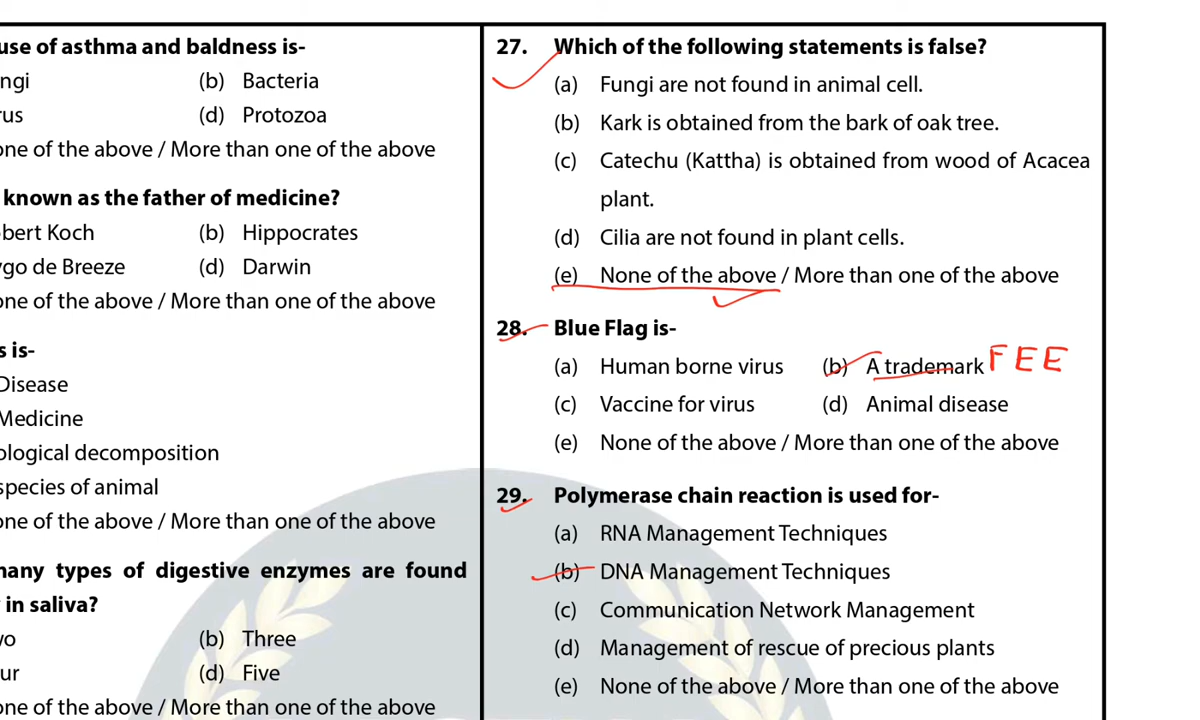 use of asthma and baldness is-
ngi (b) Bacteria
rus (d) Protozoa
one of the above / More than one of the above
known as the father of medicine?
obert Koch (b) Hippocrates
ygo de Breeze (d) Darwin
one of the above / More than one of the above
s is-
Disease
Medicine
ological decomposition
species of animal
one of the above / More than one of the above
many types of digestive enzymes are found
in saliva?
wo (b) Three
ur (d) Five
one of the above / More than one of the above
27. Which of the following statements is false?
(a) Fungi are not found in animal cell.
(b) Kark is obtained from the bark of oak tree.
(c) Catechu (Kattha) is obtained from wood of Acacea
plant.
(d) Cilia are not found in plant cells.
(e) None of the above / More than one of the above
28. Blue Flag is-
(a) Human borne virus (b) A trademark FEE
(c) Vaccine for virus (d) Animal disease
(e) None of the above / More than one of the above
29. Polymerase chain reaction is used for-
(a) RNA Management Techniques
(b) DNA Management Techniques
(c) Communication Network Management
(d) Management of rescue of precious plants
(e) None of the above / More than one of the above